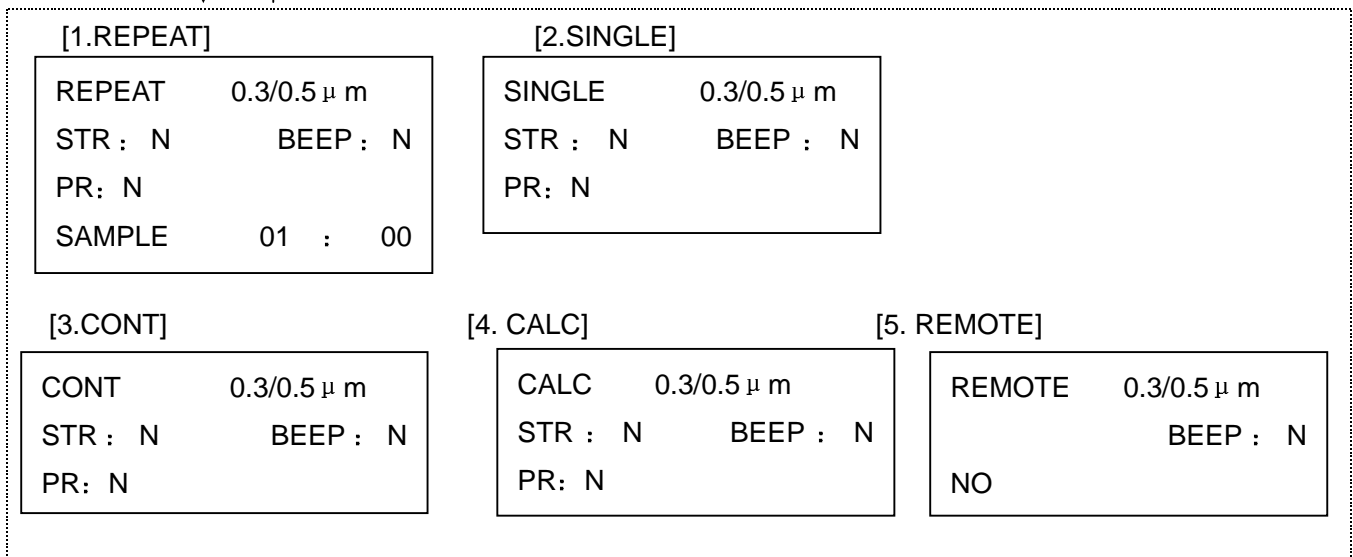 [1.REPEAT]
REPEAT 0.3/0.5μm
STR： N BEEP： N
PR：N
SAMPLE 01 ： 00
[2.SINGLE]
SINGLE 0.3/0.5μm
STR ： N BEEP ： N
PR：N
[3.CONT]
CONT 0.3/0.5μm
STR： N BEEP： N
PR：N
[4. CALC]
CALC 0.3/0.5μm
STR ： N BEEP ： N
PR：N
[5. REMOTE]
REMOTE 0.3/0.5μm
BEEP： N
NO